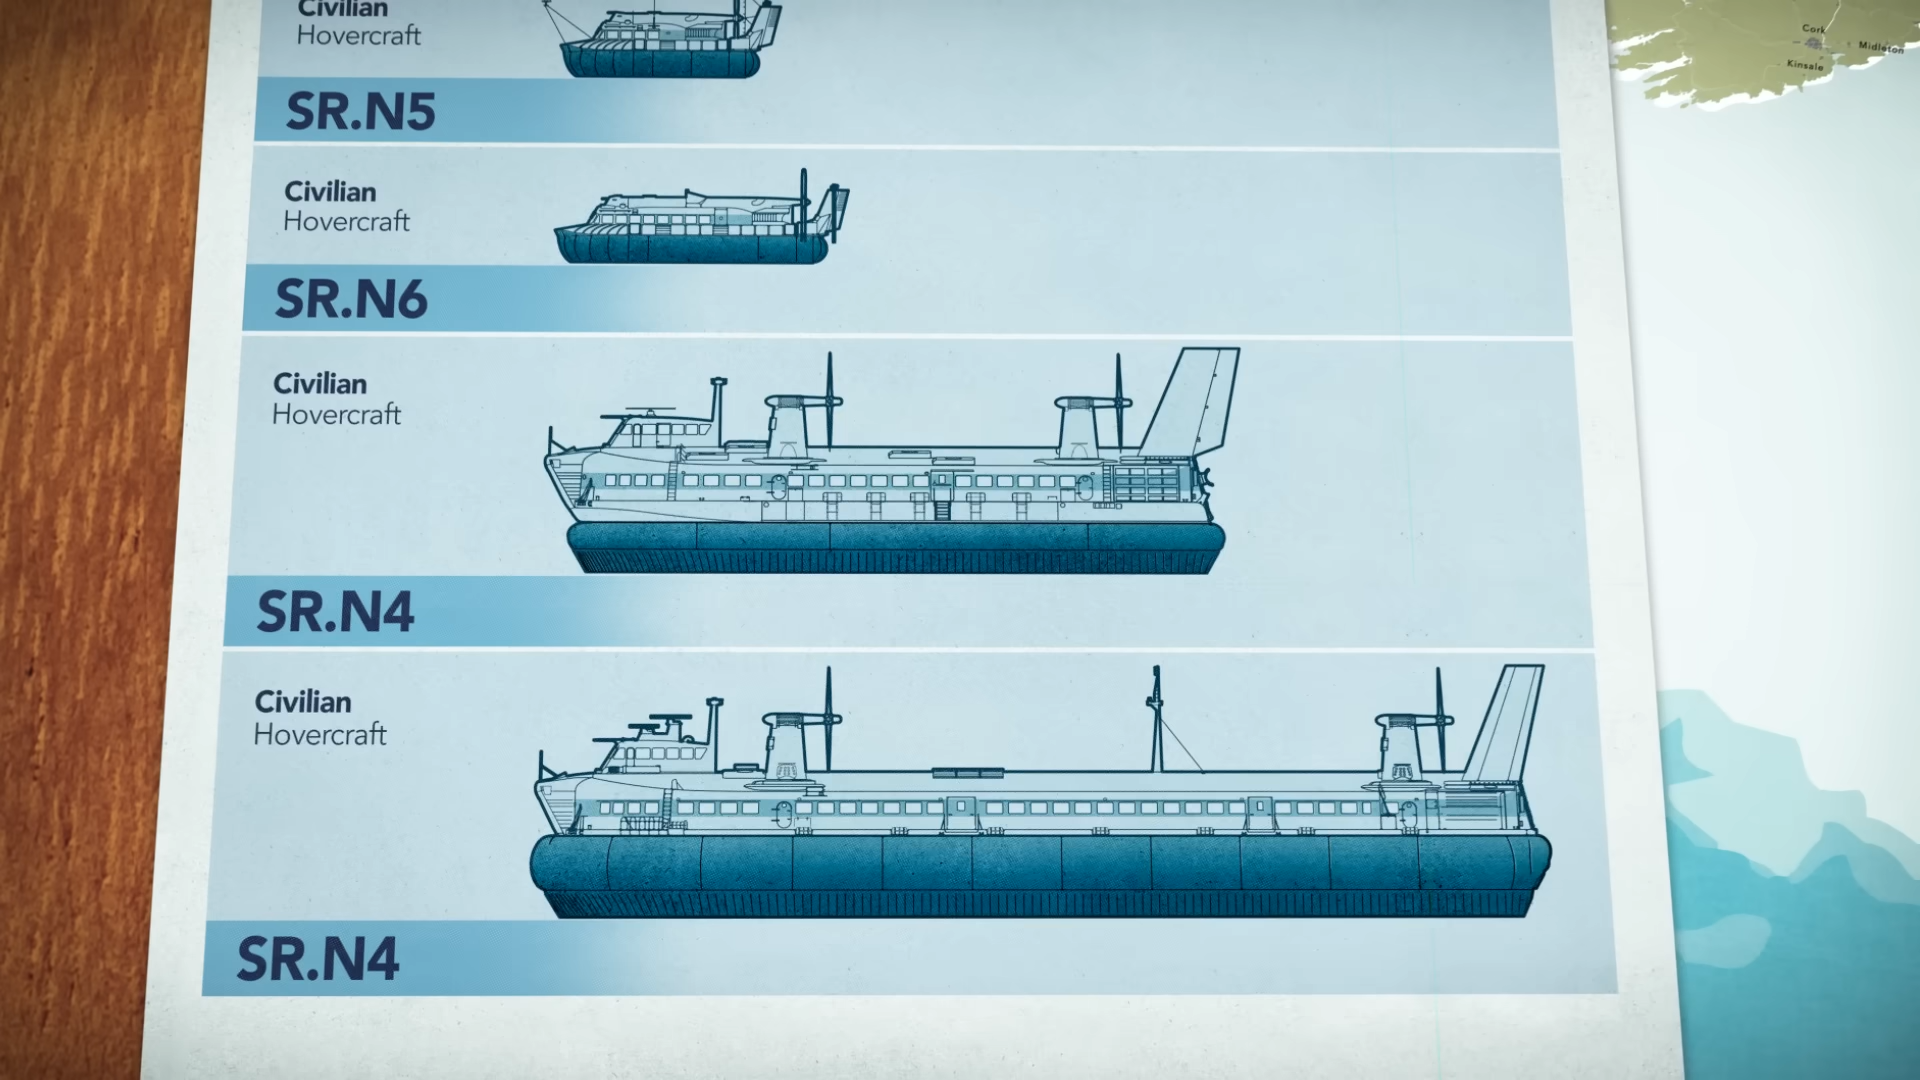 Civilian
Hovercraft
SR.N5
Civilian
Hovercraft
SR.N6
Civilian
Hovercraft
SR.N4
Civilian
Hovercraft
SR.N4
Cork
Midleton
Kinsale